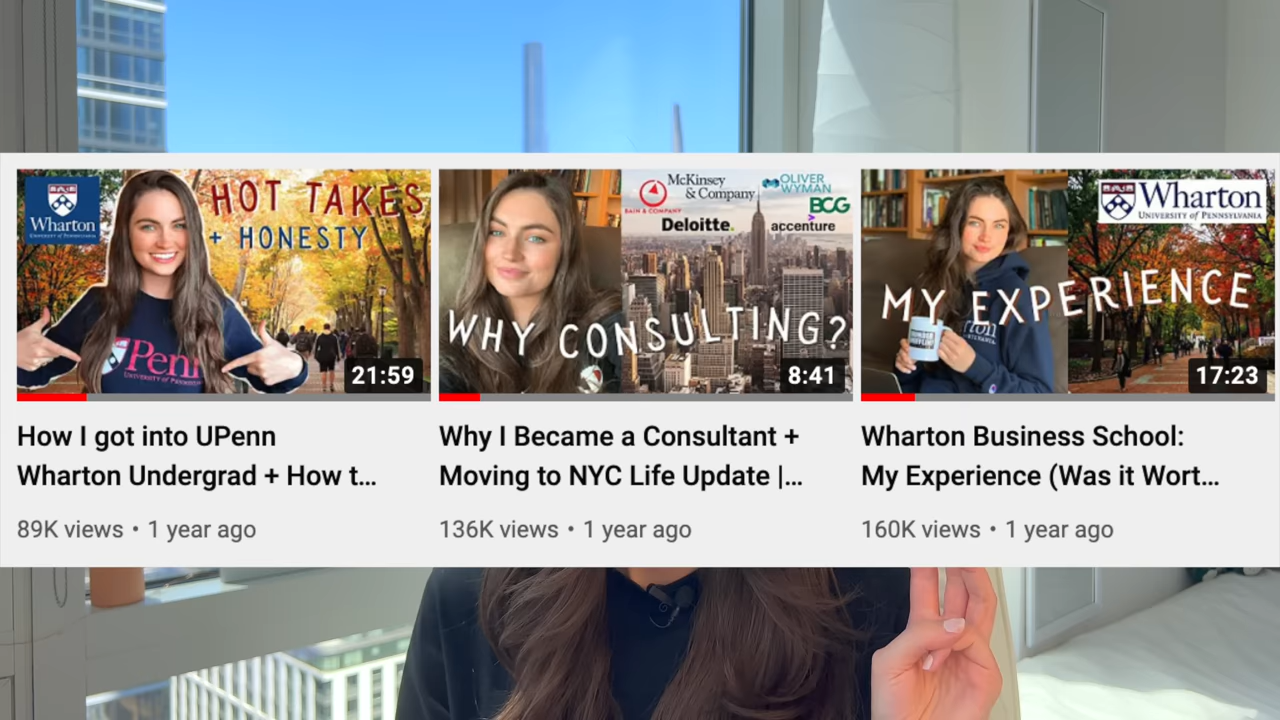 Wharton
UNIVERSITY of PENNSYLVANIA
HOT TAKES
+ HONESTY
Penn
UNIVERSITY of PENNSYLVANIA
21:59
McKinsey
& Company
BAIN & COMPANY
OLIVER
WYMAN
BCG
Deloitte.
accenture
WHY CONSULTING?
8:41
Wharton
UNIVERSITY of PENNSYLVANIA
MY EXPERIENCE
17:23
How I got into UPenn
Wharton Undergrad + How t...
89K views • 1 year ago
Why I Became a Consultant +
Moving to NYC Life Update |...
136K views • 1 year ago
Wharton Business School:
My Experience (Was it Wort...
160K views • 1 year ago